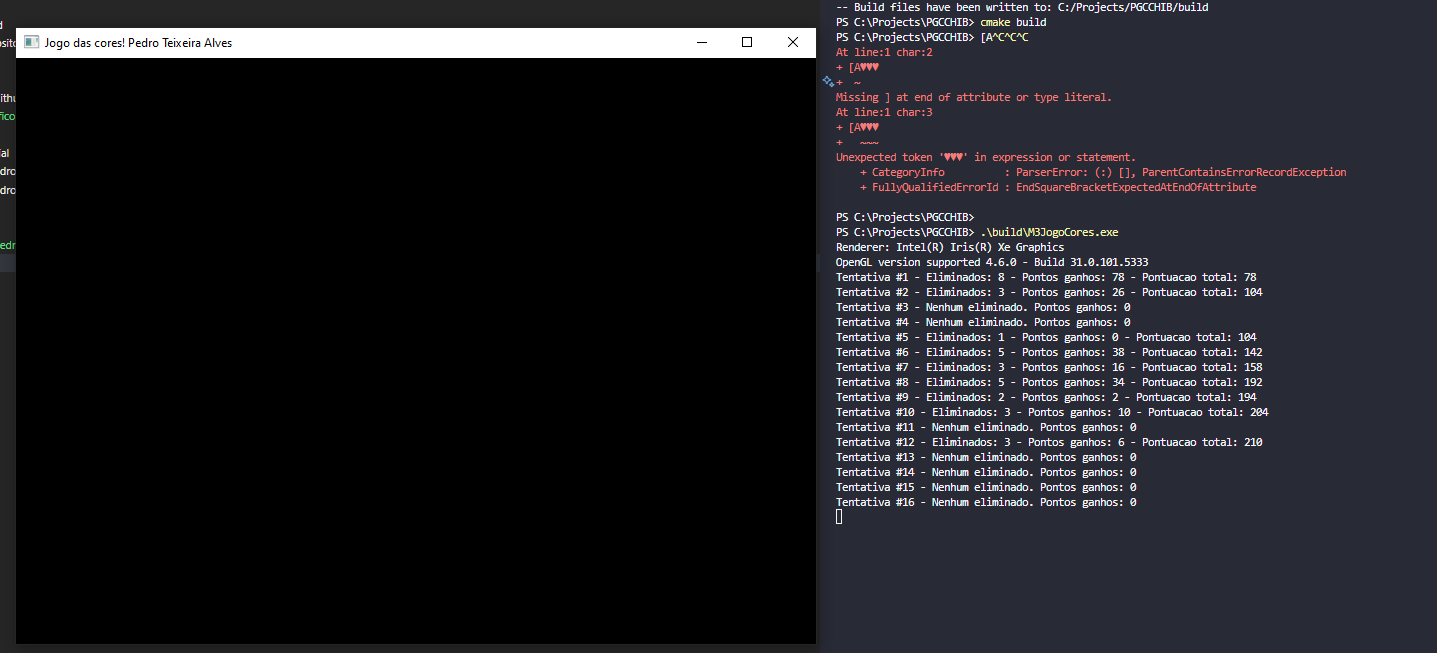 Jogo das cores! Pedro Teixeira Alves
-- Build files have been written to: C:/Projects/PGCCHIB/build
PS C:\Projects\PGCCHIB> cmake build
PS C:\Projects\PGCCHIB> [A^C^C^C
At line:1 char:2
+ [A♥♥♥
+  ~
Missing ] at end of attribute or type literal.
At line:1 char:3
+ [A♥♥♥
+   ~~~
Unexpected token '♥♥♥' in expression or statement.
    + CategoryInfo          : ParserError: (:) [], ParentContainsErrorRecordException
    + FullyQualifiedErrorId : EndSquareBracketExpectedAtEndOfAttribute
PS C:\Projects\PGCCHIB>
PS C:\Projects\PGCCHIB> .\build\M3JogoCores.exe
Renderer: Intel(R) Iris(R) Xe Graphics
OpenGL version supported 4.6.0 - Build 31.0.101.5333
Tentativa #1 - Eliminados: 8 - Pontos ganhos: 78 - Pontuacao total: 78
Tentativa #2 - Eliminados: 3 - Pontos ganhos: 26 - Pontuacao total: 104
Tentativa #3 - Nenhum eliminado. Pontos ganhos: 0
Tentativa #4 - Nenhum eliminado. Pontos ganhos: 0
Tentativa #5 - Eliminados: 1 - Pontos ganhos: 0 - Pontuacao total: 104
Tentativa #6 - Eliminados: 5 - Pontos ganhos: 38 - Pontuacao total: 142
Tentativa #7 - Eliminados: 3 - Pontos ganhos: 16 - Pontuacao total: 158
Tentativa #8 - Eliminados: 5 - Pontos ganhos: 34 - Pontuacao total: 192
Tentativa #9 - Eliminados: 2 - Pontos ganhos: 2 - Pontuacao total: 194
Tentativa #10 - Eliminados: 3 - Pontos ganhos: 10 - Pontuacao total: 204
Tentativa #11 - Nenhum eliminado. Pontos ganhos: 0
Tentativa #12 - Eliminados: 3 - Pontos ganhos: 6 - Pontuacao total: 210
Tentativa #13 - Nenhum eliminado. Pontos ganhos: 0
Tentativa #14 - Nenhum eliminado. Pontos ganhos: 0
Tentativa #15 - Nenhum eliminado. Pontos ganhos: 0
Tentativa #16 - Nenhum eliminado. Pontos ganhos: 0